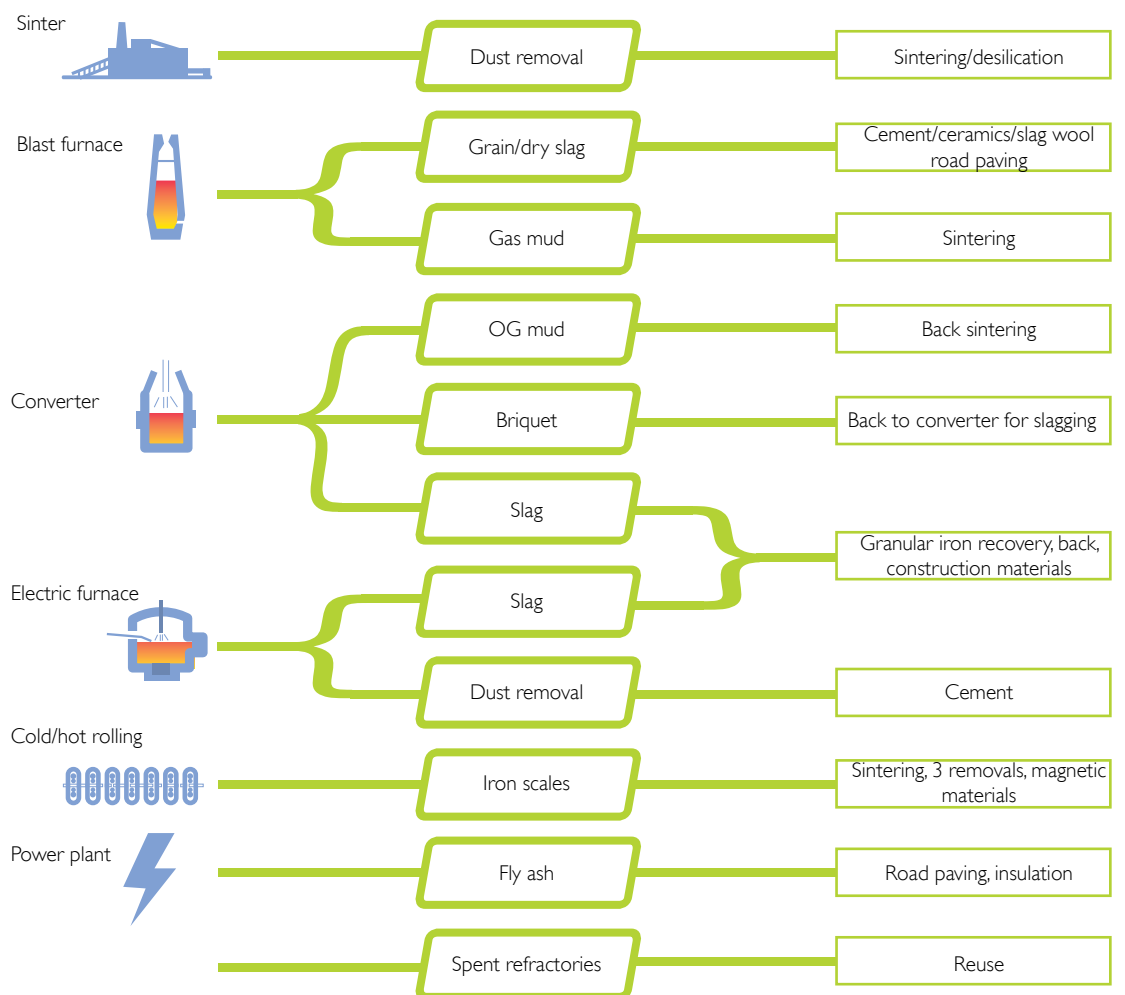 Sinter
Dust removal
Sintering/desilication
Blast furnace
Grain/dry slag
Cement/ceramics/slag wool
road paving
Gas mud
Sintering
OG mud
Back sintering
Converter
Briquet
Back to converter for slagging
Slag
Granular iron recovery, back,
construction materials
Electric furnace
Slag
Dust removal
Cement
Cold/hot rolling
Iron scales
Sintering, 3 removals, magnetic
materials
Power plant
Fly ash
Road paving, insulation
Spent refractories
Reuse